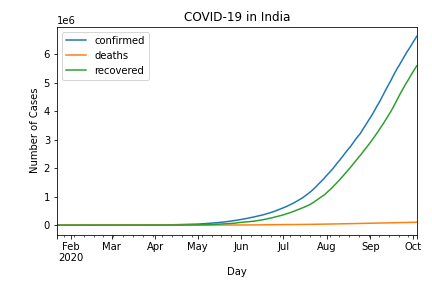 COVID-19 in India
1e6
confirmed
deaths
recovered
6
5
4
3
2
1
0
Number of Cases
Feb Mar Apr May Jun Jul Aug Sep Oct
2020
Day